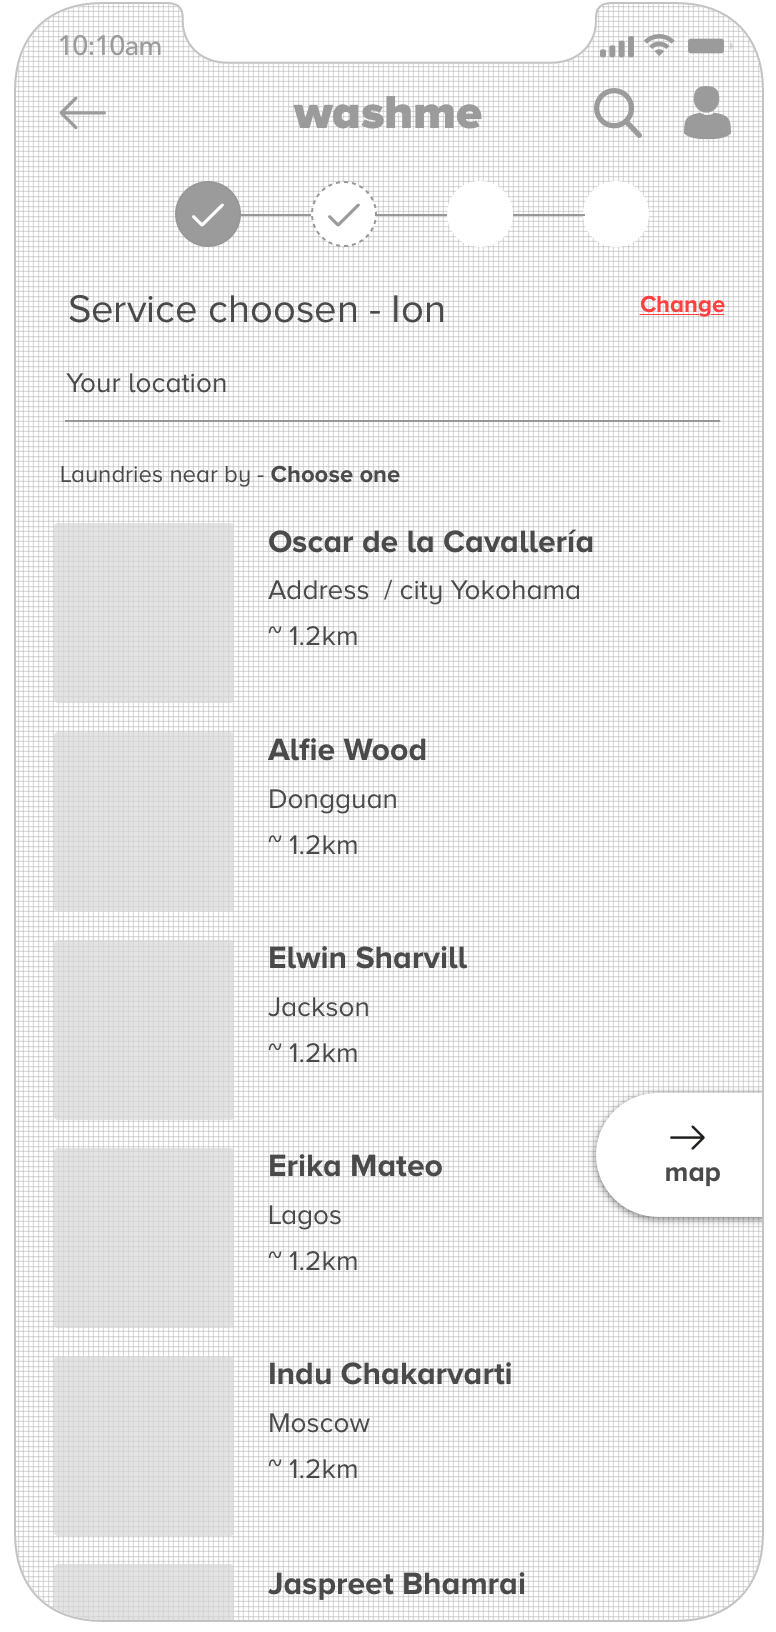 10:10am
washme
Service choosen - Ion
Change
Your location
Laundries near by - Choose one
Oscar de la Cavallería
Address / city Yokohama
~ 1.2km
Alfie Wood
Dongguan
~ 1.2km
Elwin Sharvill
Jackson
~ 1.2km
map
Erika Mateo
Lagos
~ 1.2km
Indu Chakarvarti
Moscow
~ 1.2km
Jaspreet Bhamrai